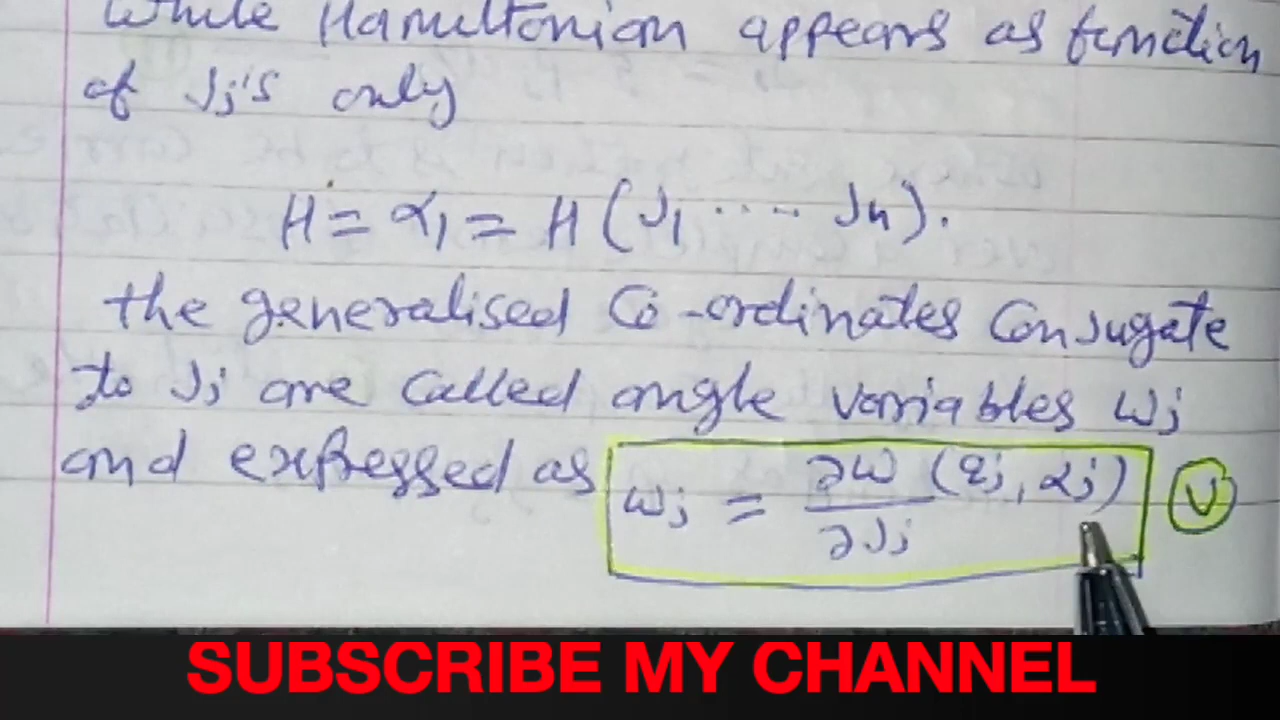 While Hamiltonian appears as function
of Jj's only
H = α1 = H (J1 .... Jn).
the generalised Co-ordinates Conjugate
to Jj are called angle variables ωj
and expressed as ωj = ∂W (qj, αj) / ∂Jj (V)
SUBSCRIBE MY CHANNEL